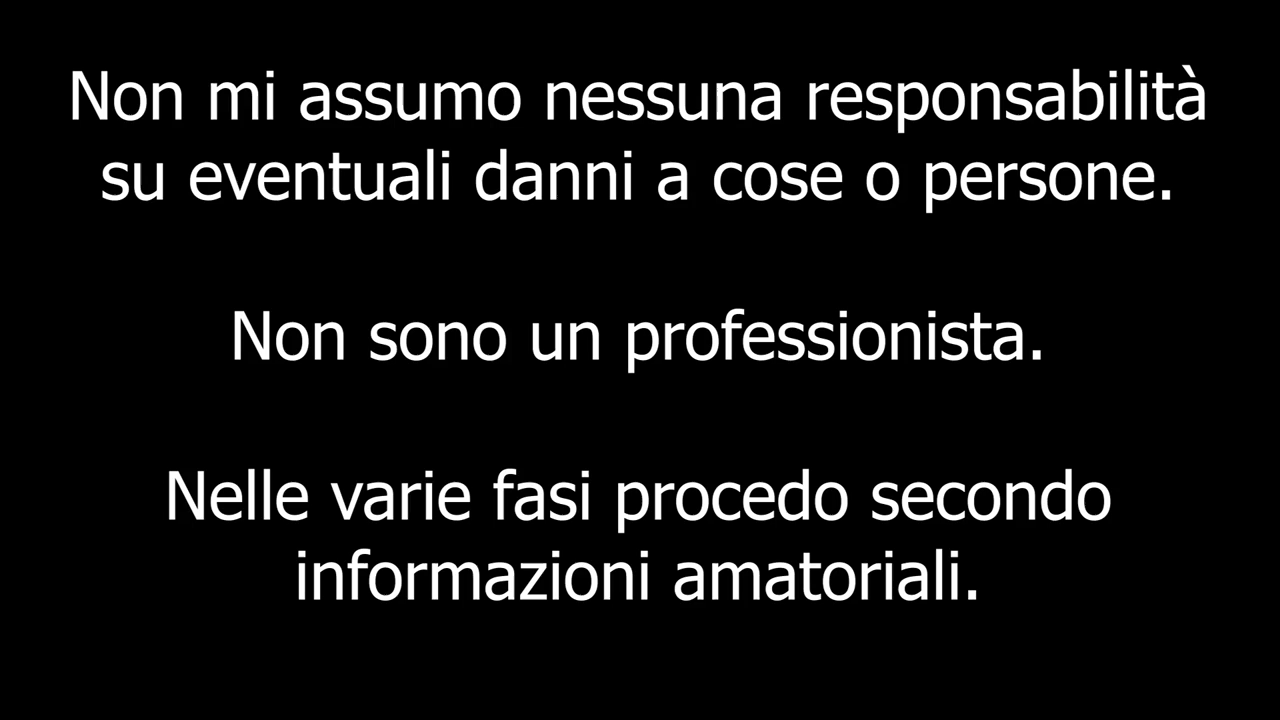 Non mi assumo nessuna responsabilità
su eventuali danni a cose o persone.
Non sono un professionista.
Nelle varie fasi procedo secondo
informazioni amatoriali.